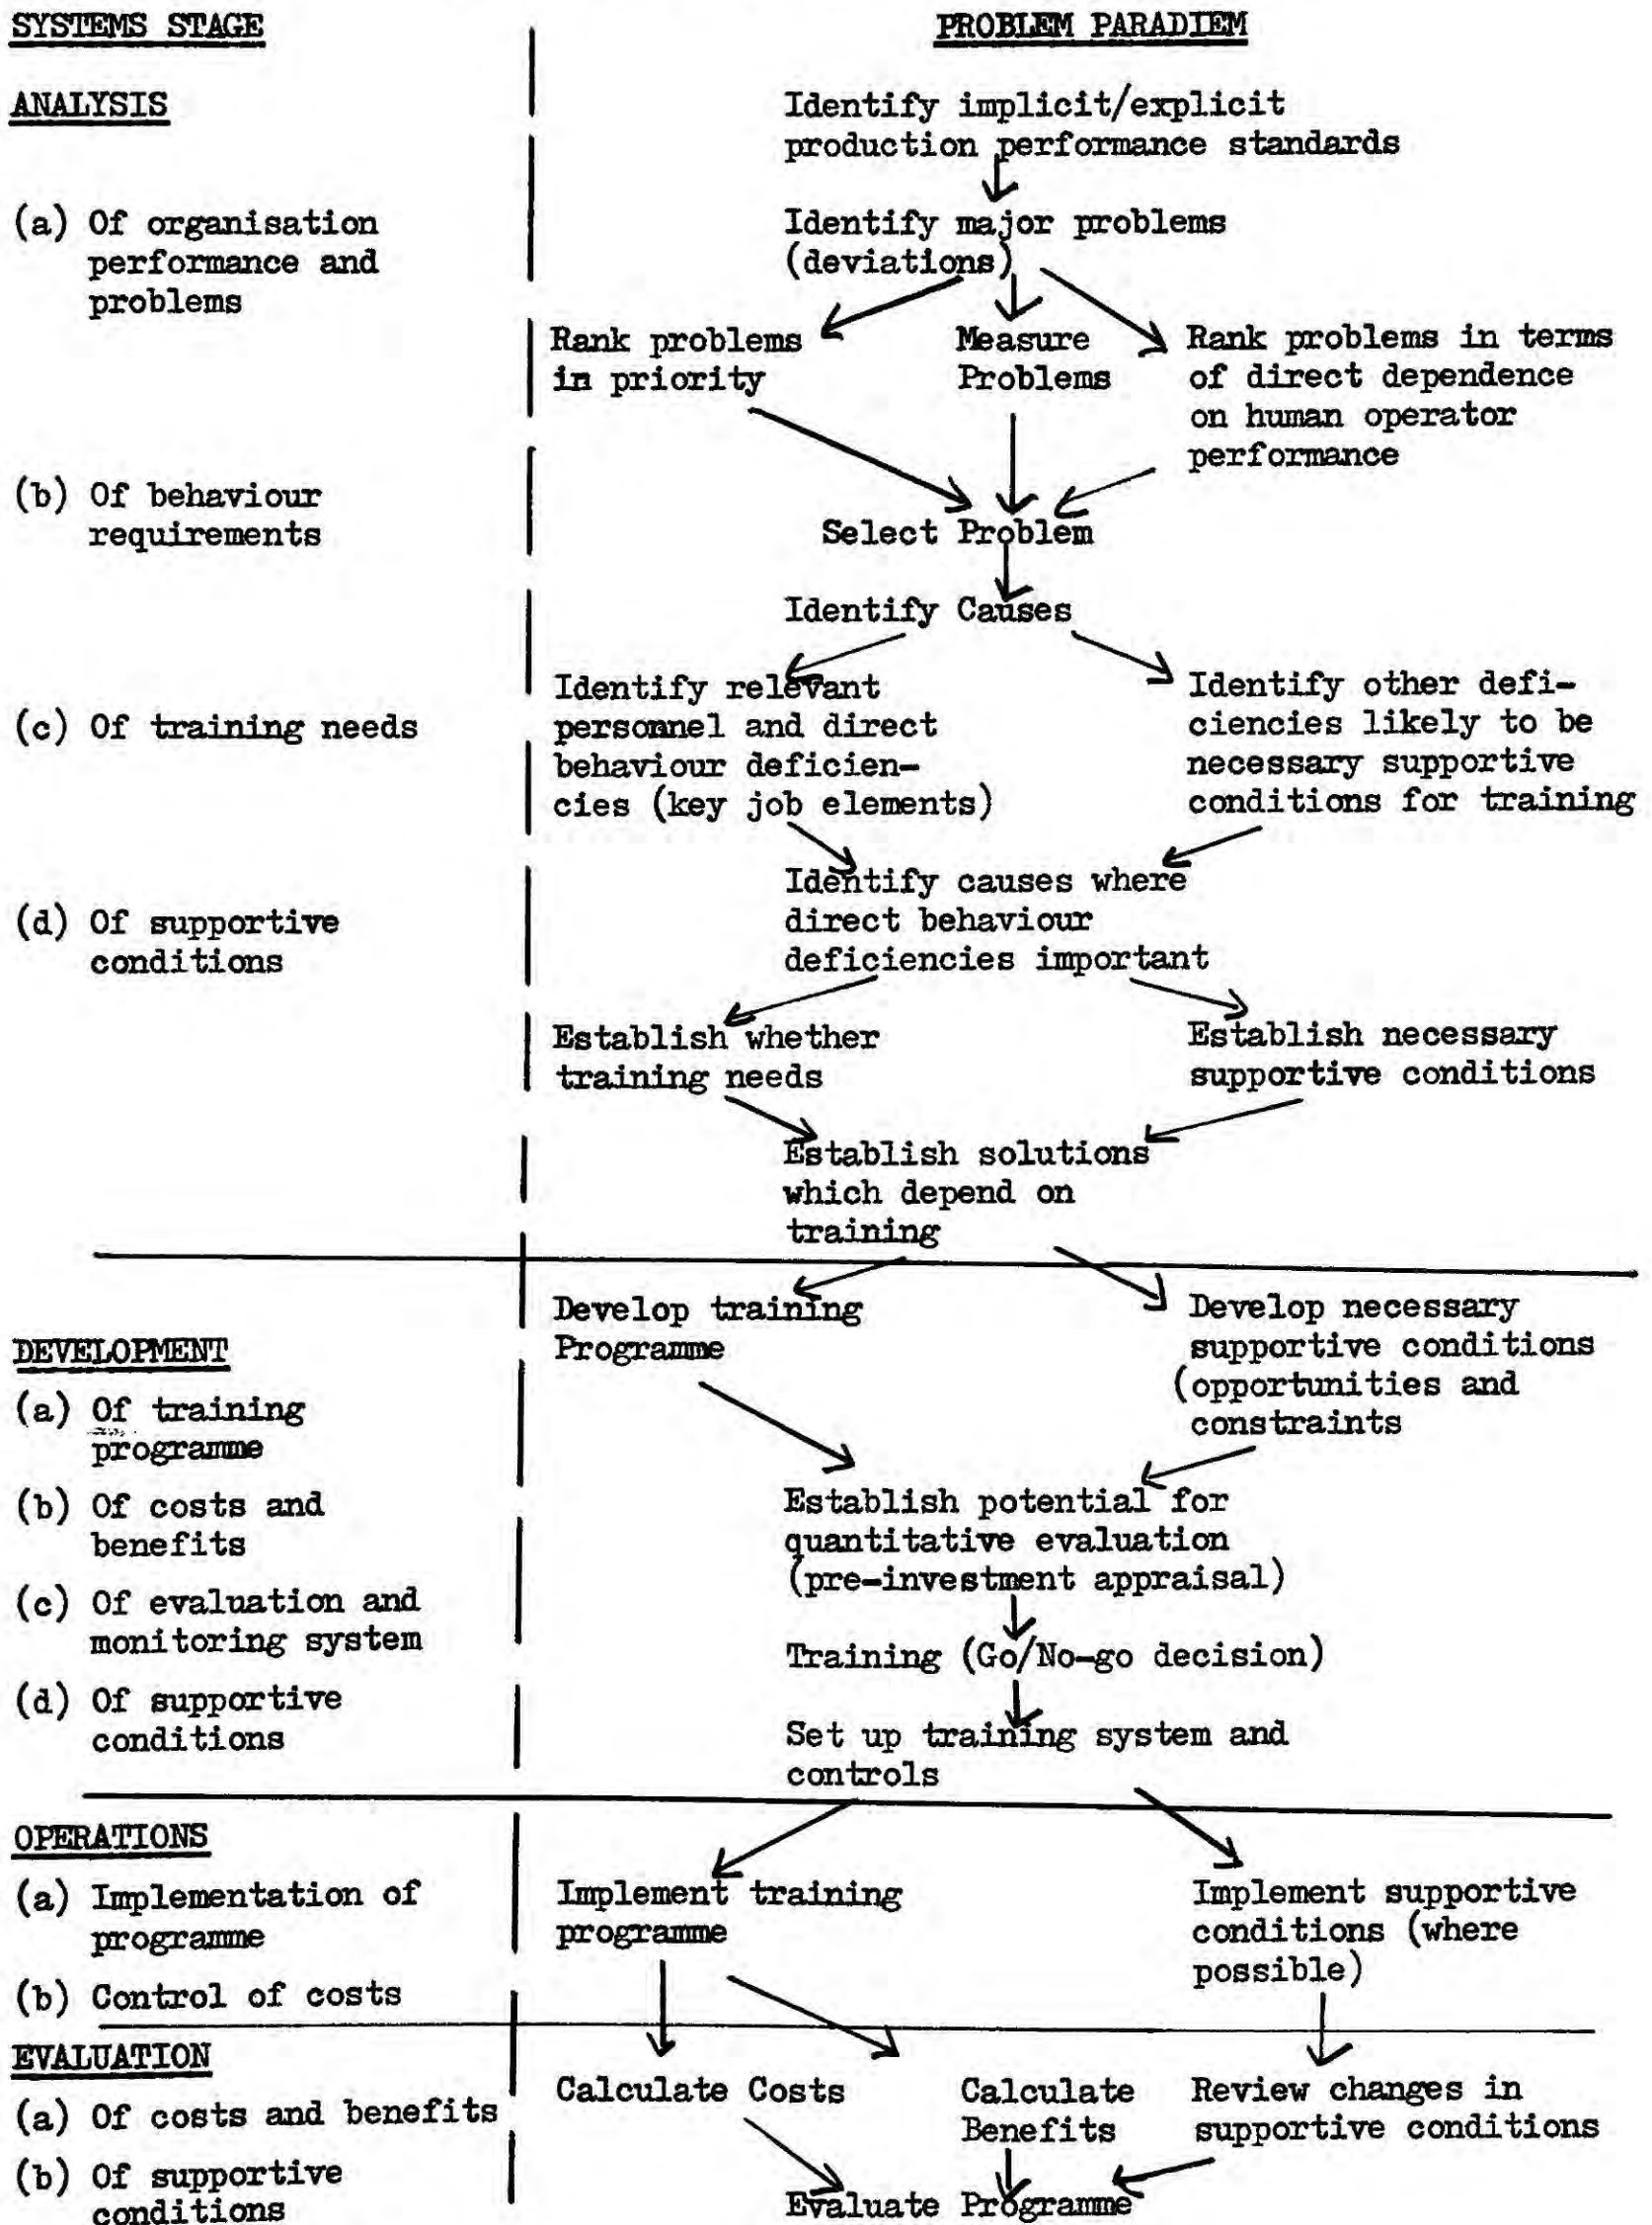 SYSTEMS STAGE
PROBLEM PARADIEM
ANALYSIS
Identify implicit/explicit
production performance standards
(a) Of organisation
performance and
problems
Identify major problems
(deviations)
Rank problems
in priority
Measure
Problems
Rank problems in terms
of direct dependence
on human operator
performance
(b) Of behaviour
requirements
Select Problem
Identify Causes
(c) Of training needs
Identify relevant
personnel and direct
behaviour deficien-
cies (key job elements)
Identify other defi-
ciencies likely to be
necessary supportive
conditions for training
(d) Of supportive
conditions
Identify causes where
direct behaviour
deficiencies important
Establish whether
training needs
Establish necessary
supportive conditions
Establish solutions
which depend on
training
DEVELOPMENT
Develop training
Programme
Develop necessary
supportive conditions
(opportunities and
constraints
(a) Of training
programme
(b) Of costs and
benefits
(c) Of evaluation and
monitoring system
(d) Of supportive
conditions
Establish potential for
quantitative evaluation
(pre-investment appraisal)
Training (Go/No-go decision)
Set up training system and
controls
OPERATIONS
(a) Implementation of
programme
(b) Control of costs
Implement training
programme
Implement supportive
conditions (where
possible)
EVALUATION
(a) Of costs and benefits
(b) Of supportive
conditions
Calculate Costs
Calculate
Benefits
Review changes in
supportive conditions
Evaluate Programme